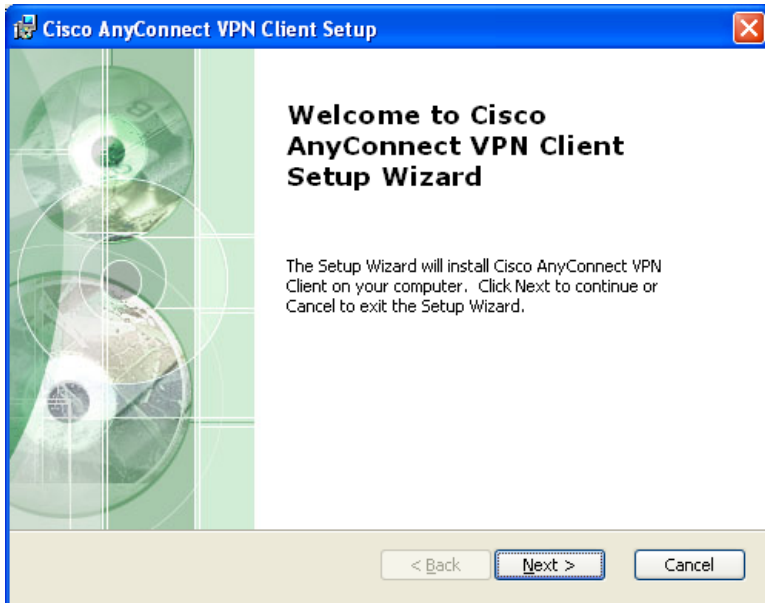 Cisco AnyConnect VPN Client Setup
Welcome to Cisco
AnyConnect VPN Client
Setup Wizard
The Setup Wizard will install Cisco AnyConnect VPN
Client on your computer. Click Next to continue or
Cancel to exit the Setup Wizard.
< Back Next > Cancel